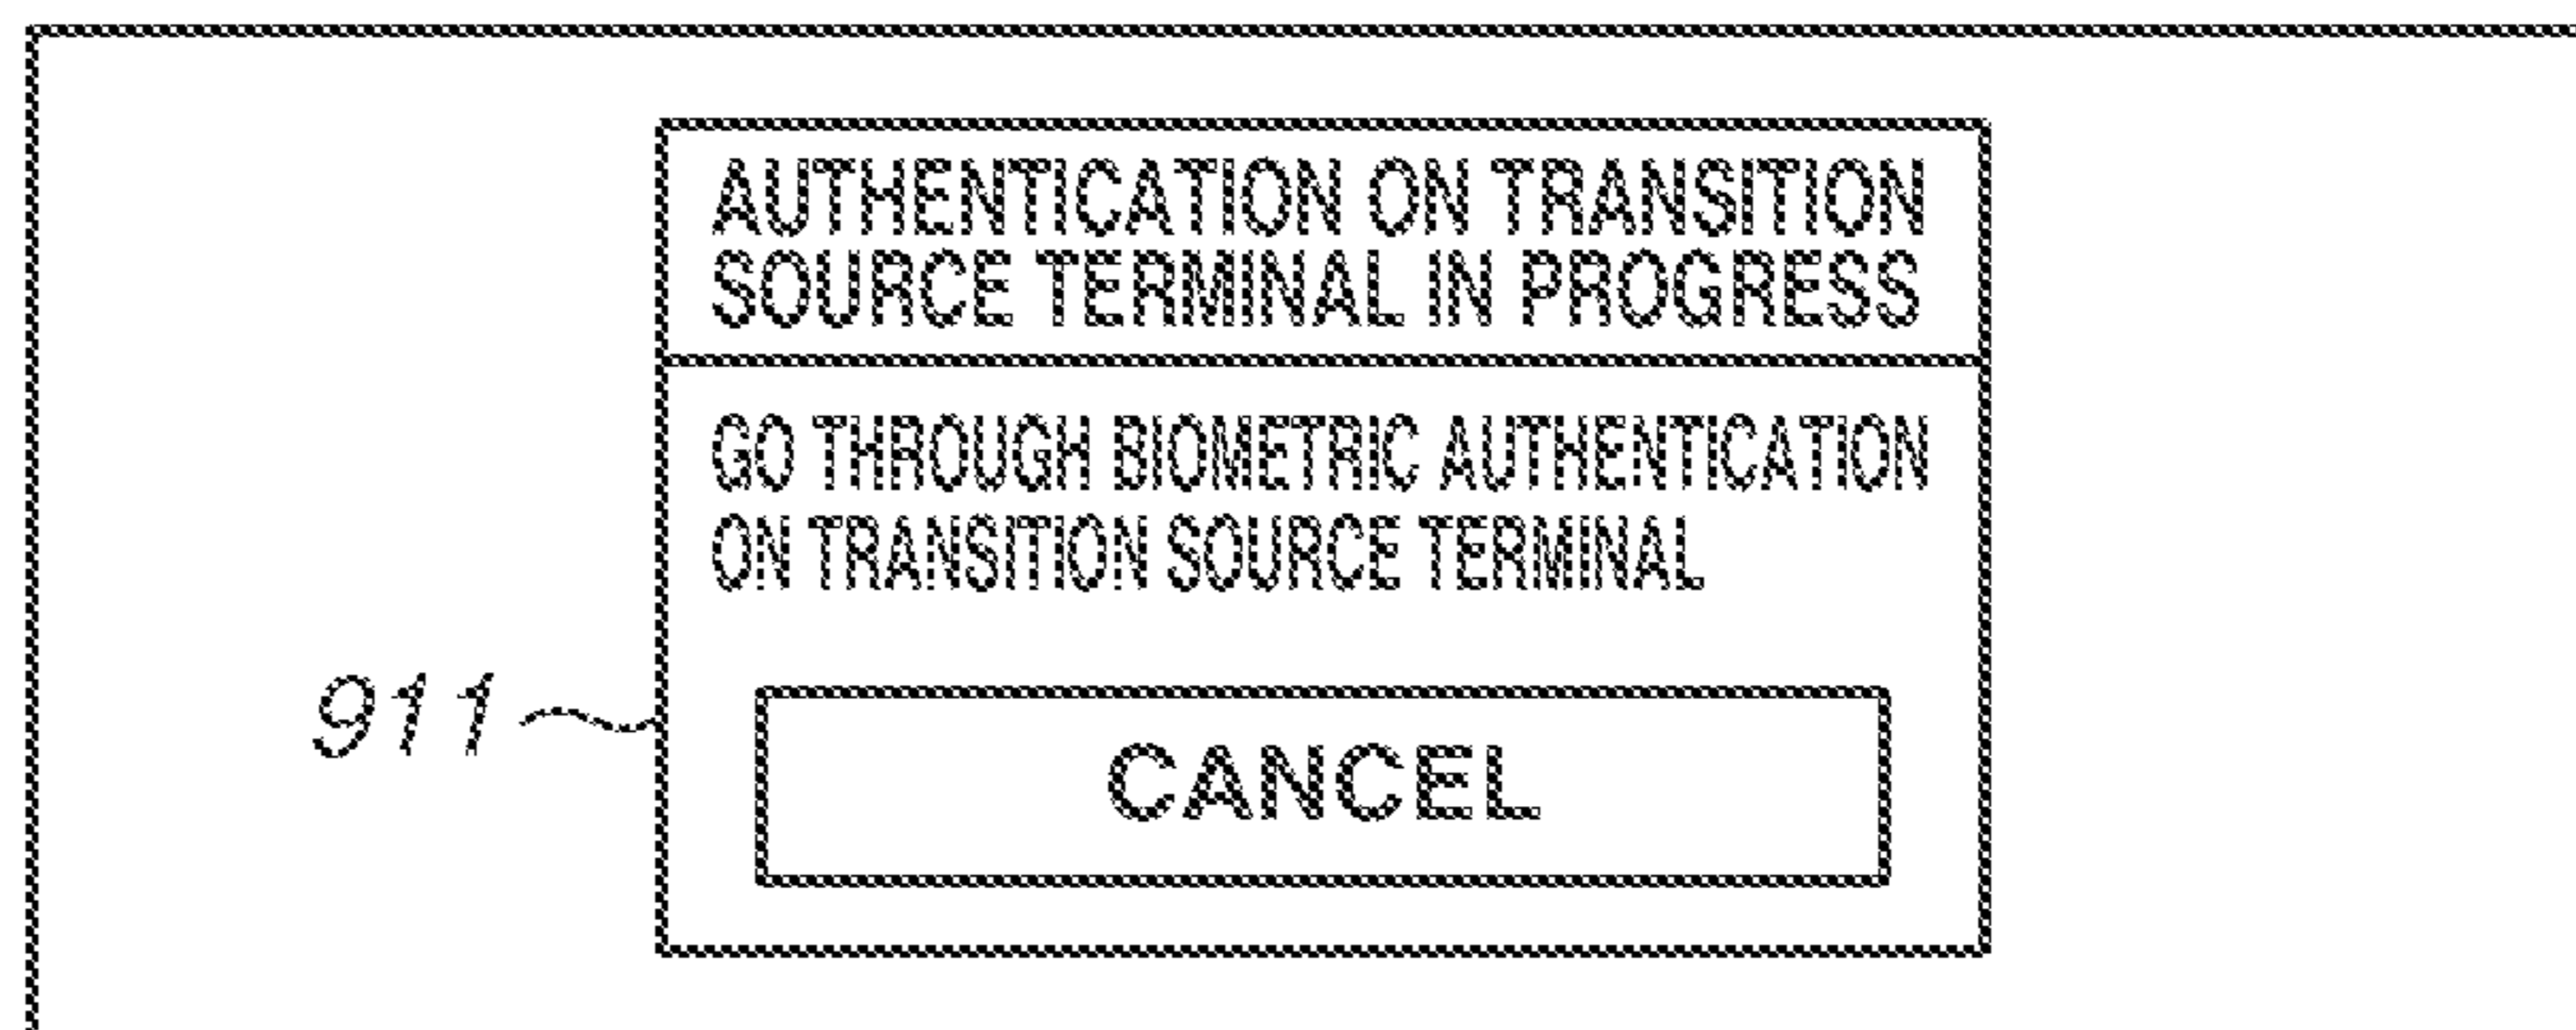 AUTHENTICATION ON TRANSITION
SOURCE TERMINAL IN PROGRESS
GO THROUGH BIOMETRIC AUTHENTICATION
ON TRANSITION SOURCE TERMINAL
911
CANCEL